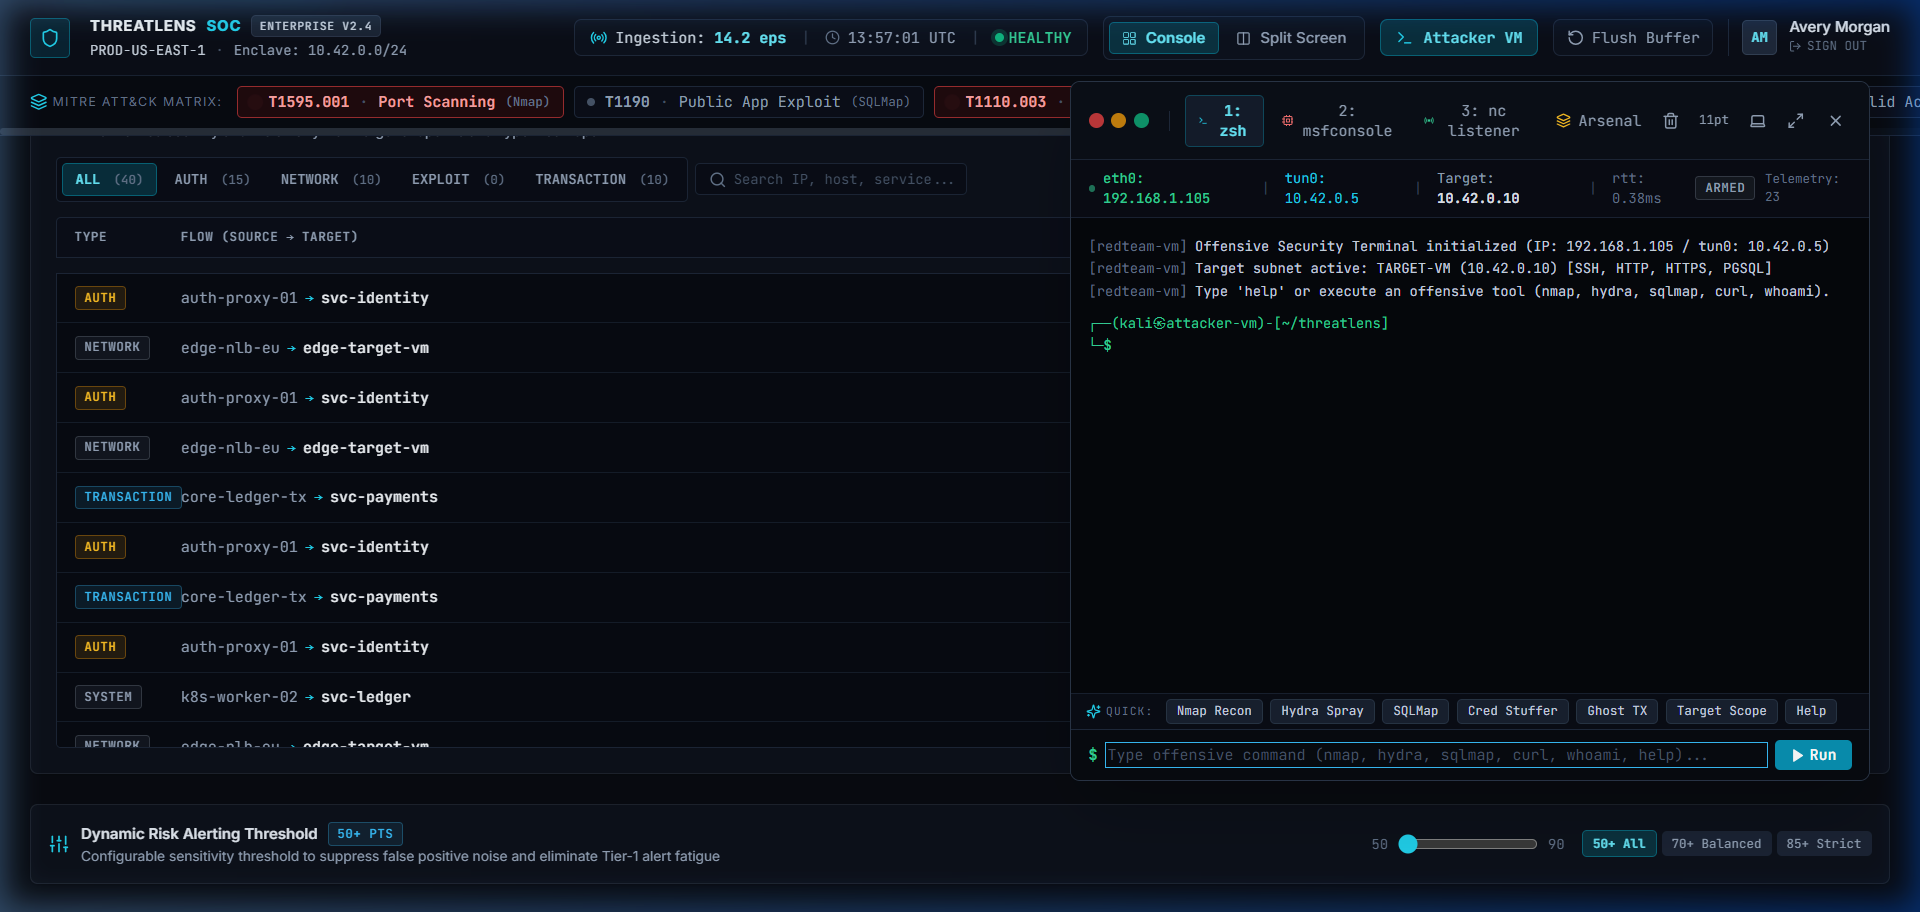 THREATLENS SOC ENTERPRISE V2.4
PROD-US-EAST-1 · Enclave: 10.42.0.0/24
Ingestion: 14.2 eps | 13:57:01 UTC | HEALTHY
Console
Split Screen
Attacker VM
Flush Buffer
AM
Avery Morgan
SIGN OUT
MITRE ATT&CK MATRIX:
T1595.001 · Port Scanning (Nmap)
T1190 · Public App Exploit (SQLMap)
T1110.003 ·
ALL (40)
AUTH (15)
NETWORK (10)
EXPLOIT (0)
TRANSACTION (10)
Search IP, host, service...
TYPE FLOW (SOURCE → TARGET)
AUTH auth-proxy-01 → svc-identity
NETWORK edge-nlb-eu → edge-target-vm
AUTH auth-proxy-01 → svc-identity
NETWORK edge-nlb-eu → edge-target-vm
TRANSACTION core-ledger-tx → svc-payments
AUTH auth-proxy-01 → svc-identity
TRANSACTION core-ledger-tx → svc-payments
AUTH auth-proxy-01 → svc-identity
SYSTEM k8s-worker-02 → svc-ledger
NETWORK edge-nlb-eu → edge-target-vm
1: zsh
2: msfconsole
3: nc listener
Arsenal
11pt
eth0: 192.168.1.105
tun0: 10.42.0.5
Target: 10.42.0.10
rtt: 0.38ms
ARMED
Telemetry: 23
[redteam-vm] Offensive Security Terminal initialized (IP: 192.168.1.105 / tun0: 10.42.0.5)
[redteam-vm] Target subnet active: TARGET-VM (10.42.0.10) [SSH, HTTP, HTTPS, PGSQL]
[redteam-vm] Type 'help' or execute an offensive tool (nmap, hydra, sqlmap, curl, whoami).
┌──(kali㉿attacker-vm)-[~/threatlens]
└─$
QUICK: Nmap Recon Hydra Spray SQLMap Cred Stuffer Ghost TX Target Scope Help
$ Type offensive command (nmap, hydra, sqlmap, curl, whoami, help)...
Run
Dynamic Risk Alerting Threshold 50+ PTS
Configurable sensitivity threshold to suppress false positive noise and eliminate Tier-1 alert fatigue
50 90
50+ All
70+ Balanced
85+ Strict